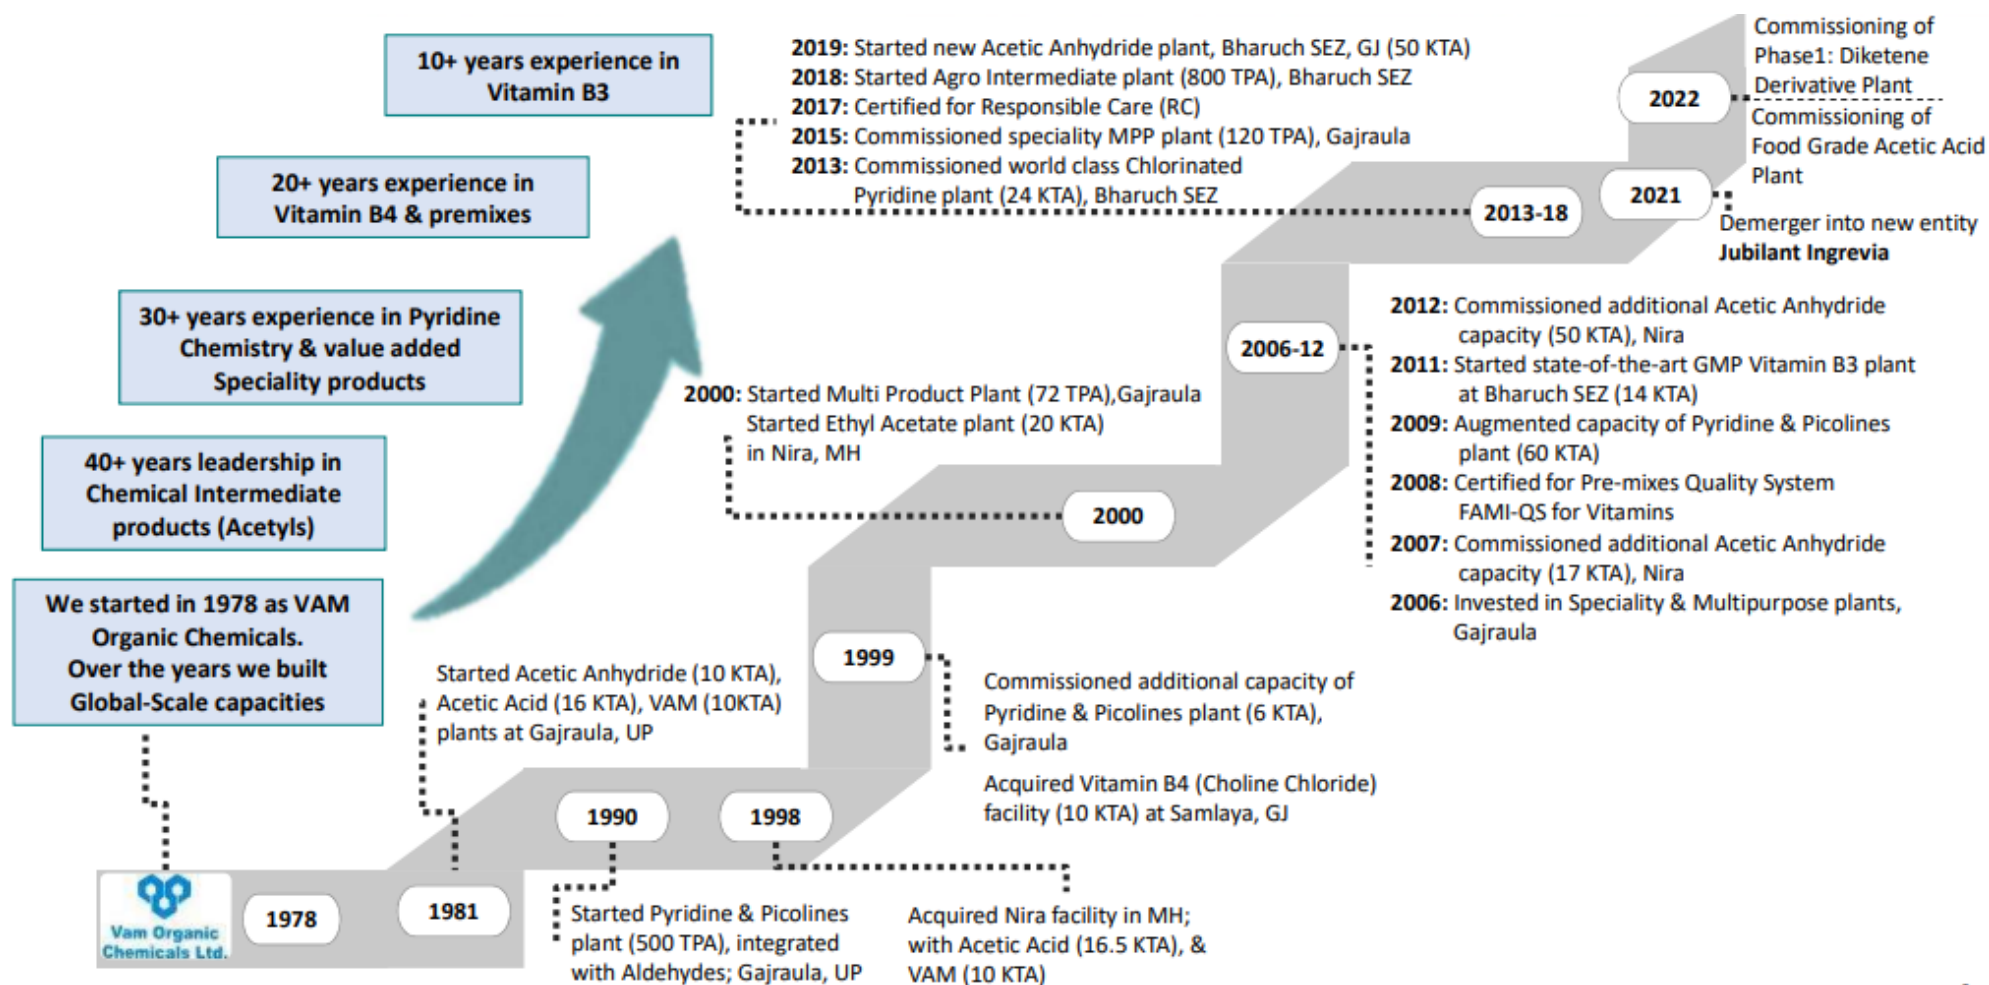 10+ years experience in
Vitamin B3
20+ years experience in
Vitamin B4 & premixes
30+ years experience in Pyridine
Chemistry & value added
Speciality products
40+ years leadership in
Chemical Intermediate
products (Acetyls)
We started in 1978 as VAM
Organic Chemicals.
Over the years we built
Global-Scale capacities
Vam Organic
Chemicals Ltd.
1978
1981
Started Acetic Anhydride (10 KTA),
Acetic Acid (16 KTA), VAM (10KTA)
plants at Gajraula, UP
1990
Started Pyridine & Picolines
plant (500 TPA), integrated
with Aldehydes; Gajraula, UP
1998
Acquired Nira facility in MH;
with Acetic Acid (16.5 KTA), &
VAM (10 KTA)
1999
Commissioned additional capacity of
Pyridine & Picolines plant (6 KTA),
Gajraula
Acquired Vitamin B4 (Choline Chloride)
facility (10 KTA) at Samlaya, GJ
2000
2000: Started Multi Product Plant (72 TPA),Gajraula
Started Ethyl Acetate plant (20 KTA)
in Nira, MH
2006-12
2012: Commissioned additional Acetic Anhydride
capacity (50 KTA), Nira
2011: Started state-of-the-art GMP Vitamin B3 plant
at Bharuch SEZ (14 KTA)
2009: Augmented capacity of Pyridine & Picolines
plant (60 KTA)
2008: Certified for Pre-mixes Quality System
FAMI-QS for Vitamins
2007: Commissioned additional Acetic Anhydride
capacity (17 KTA), Nira
2006: Invested in Speciality & Multipurpose plants,
Gajraula
2013-18
2019: Started new Acetic Anhydride plant, Bharuch SEZ, GJ (50 KTA)
2018: Started Agro Intermediate plant (800 TPA), Bharuch SEZ
2017: Certified for Responsible Care (RC)
2015: Commissioned speciality MPP plant (120 TPA), Gajraula
2013: Commissioned world class Chlorinated
Pyridine plant (24 KTA), Bharuch SEZ
2021
Demerger into new entity
Jubilant Ingrevia
2022
Commissioning of
Phase1: Diketene
Derivative Plant
Commissioning of
Food Grade Acetic Acid
Plant